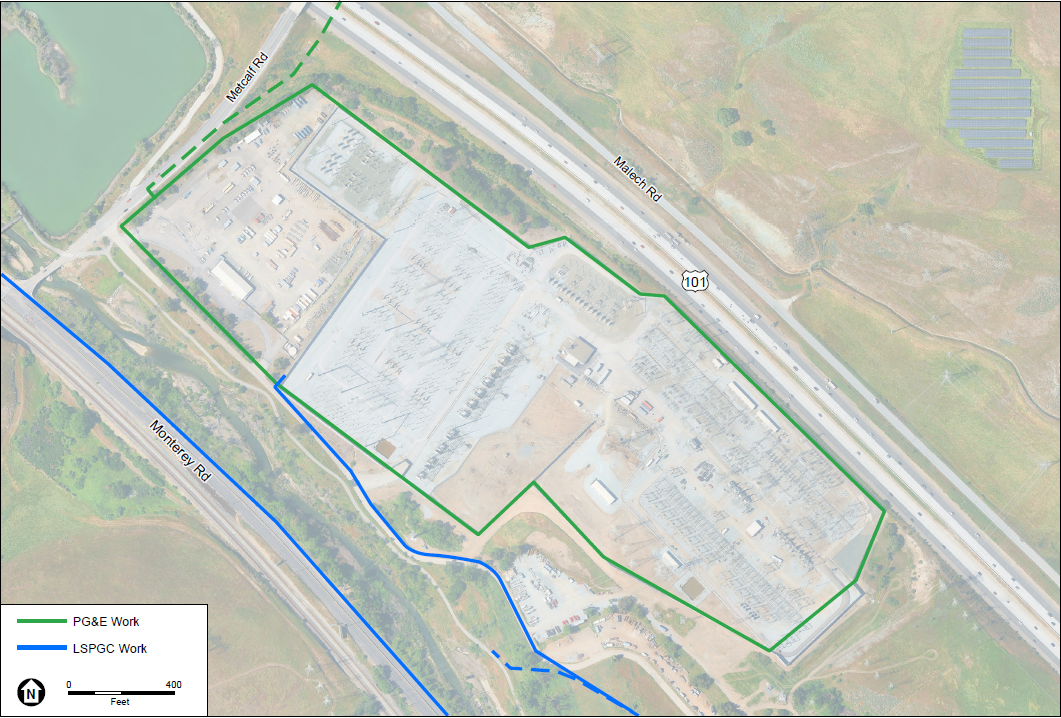 Metcalf Rd
Malech Rd
101
Monterey Rd
PG&E Work
LSPGC Work
N
0 400
Feet